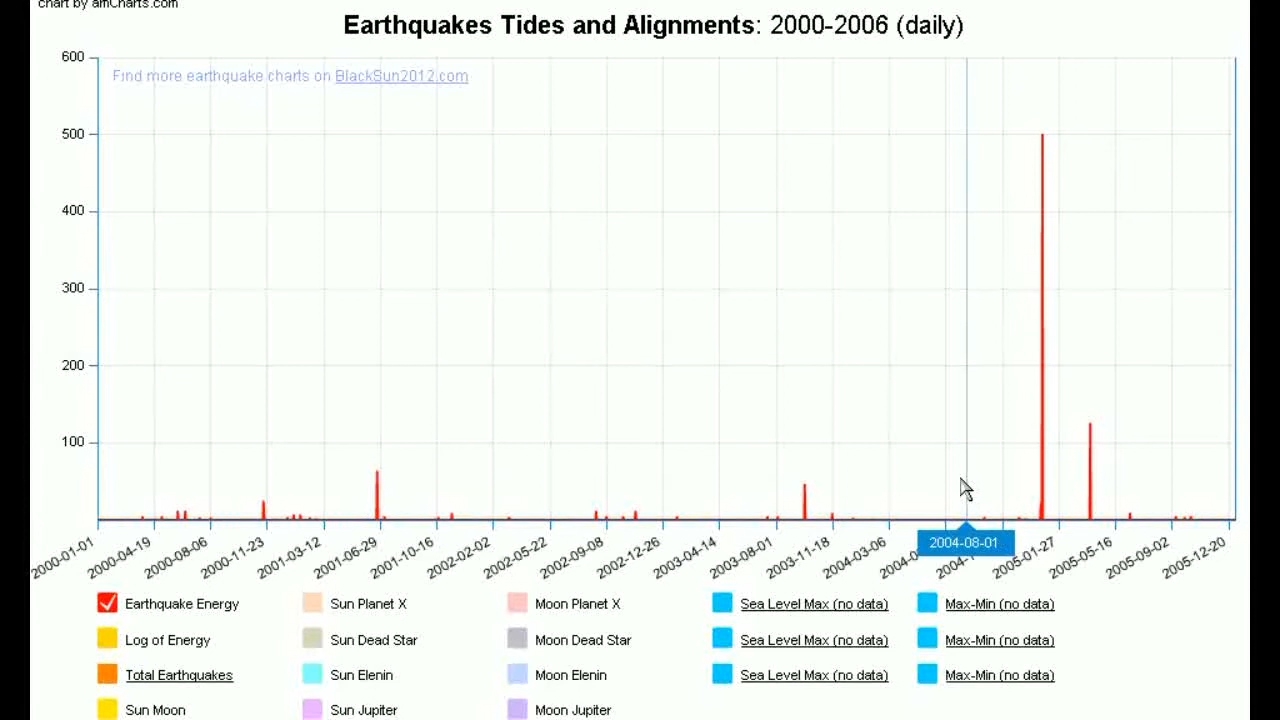 chart by amCharts.com
Earthquakes Tides and Alignments: 2000-2006 (daily)
Find more earthquake charts on BlackSun2012.com
600
500
400
300
200
100
2000-01-01 2000-04-19 2000-08-06 2000-11-23 2001-03-12 2001-06-29 2001-10-16 2002-02-02 2002-05-22 2002-09-08 2002-12-26 2003-04-14 2003-08-01 2003-11-18 2004-03-06 2005-01-27 2005-05-16 2005-09-02 2005-12-20
2004-08-01
Earthquake Energy Sun Planet X Moon Planet X Sea Level Max (no data) Max-Min (no data)
Log of Energy Sun Dead Star Moon Dead Star Sea Level Max (no data) Max-Min (no data)
Total Earthquakes Sun Elenin Moon Elenin Sea Level Max (no data) Max-Min (no data)
Sun Moon Sun Jupiter Moon Jupiter